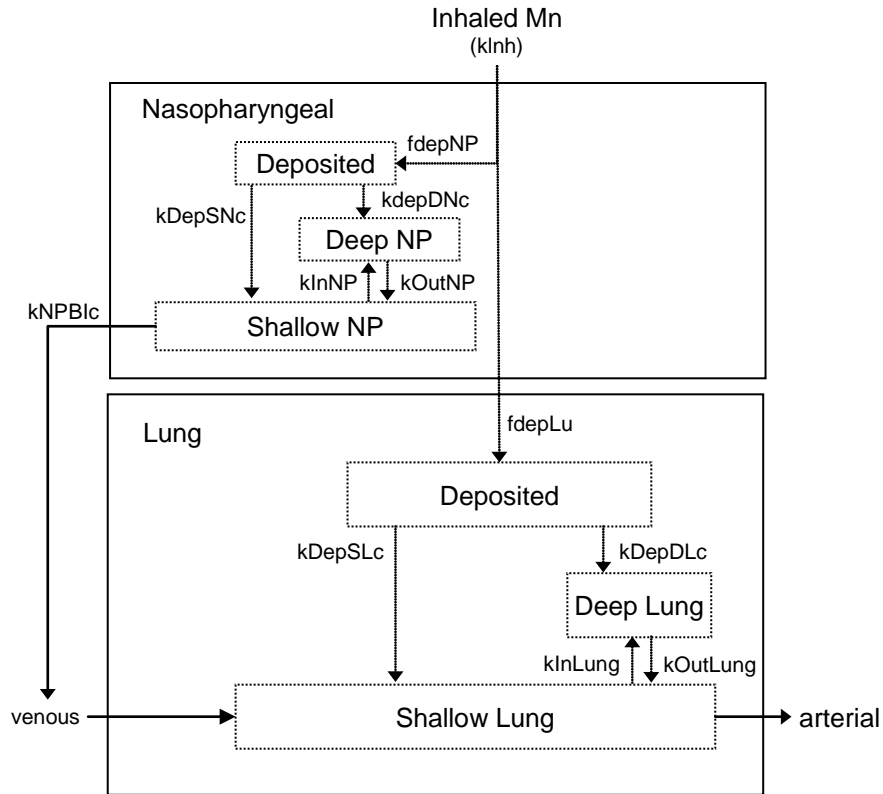 Inhaled Mn
(kInh)
Nasopharyngeal
fdepNP
Deposited
kDepSNc
kdepDNc
Deep NP
kInNP
kOutNP
kNPBlc
Shallow NP
Lung
fdepLu
Deposited
kDepSLc
kDepDLc
Deep Lung
kInLung
kOutLung
venous
Shallow Lung
arterial